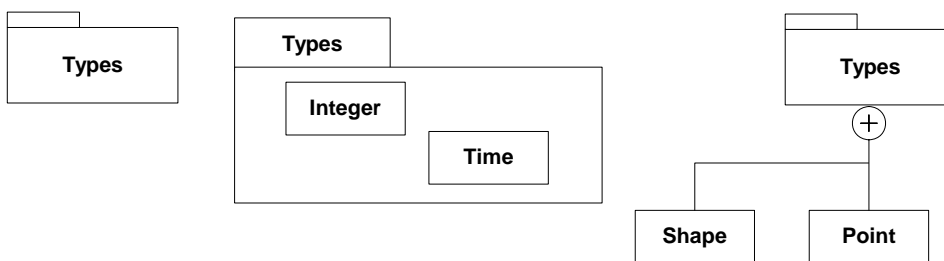 Types
Types
Integer
Time
Types
Shape
Point